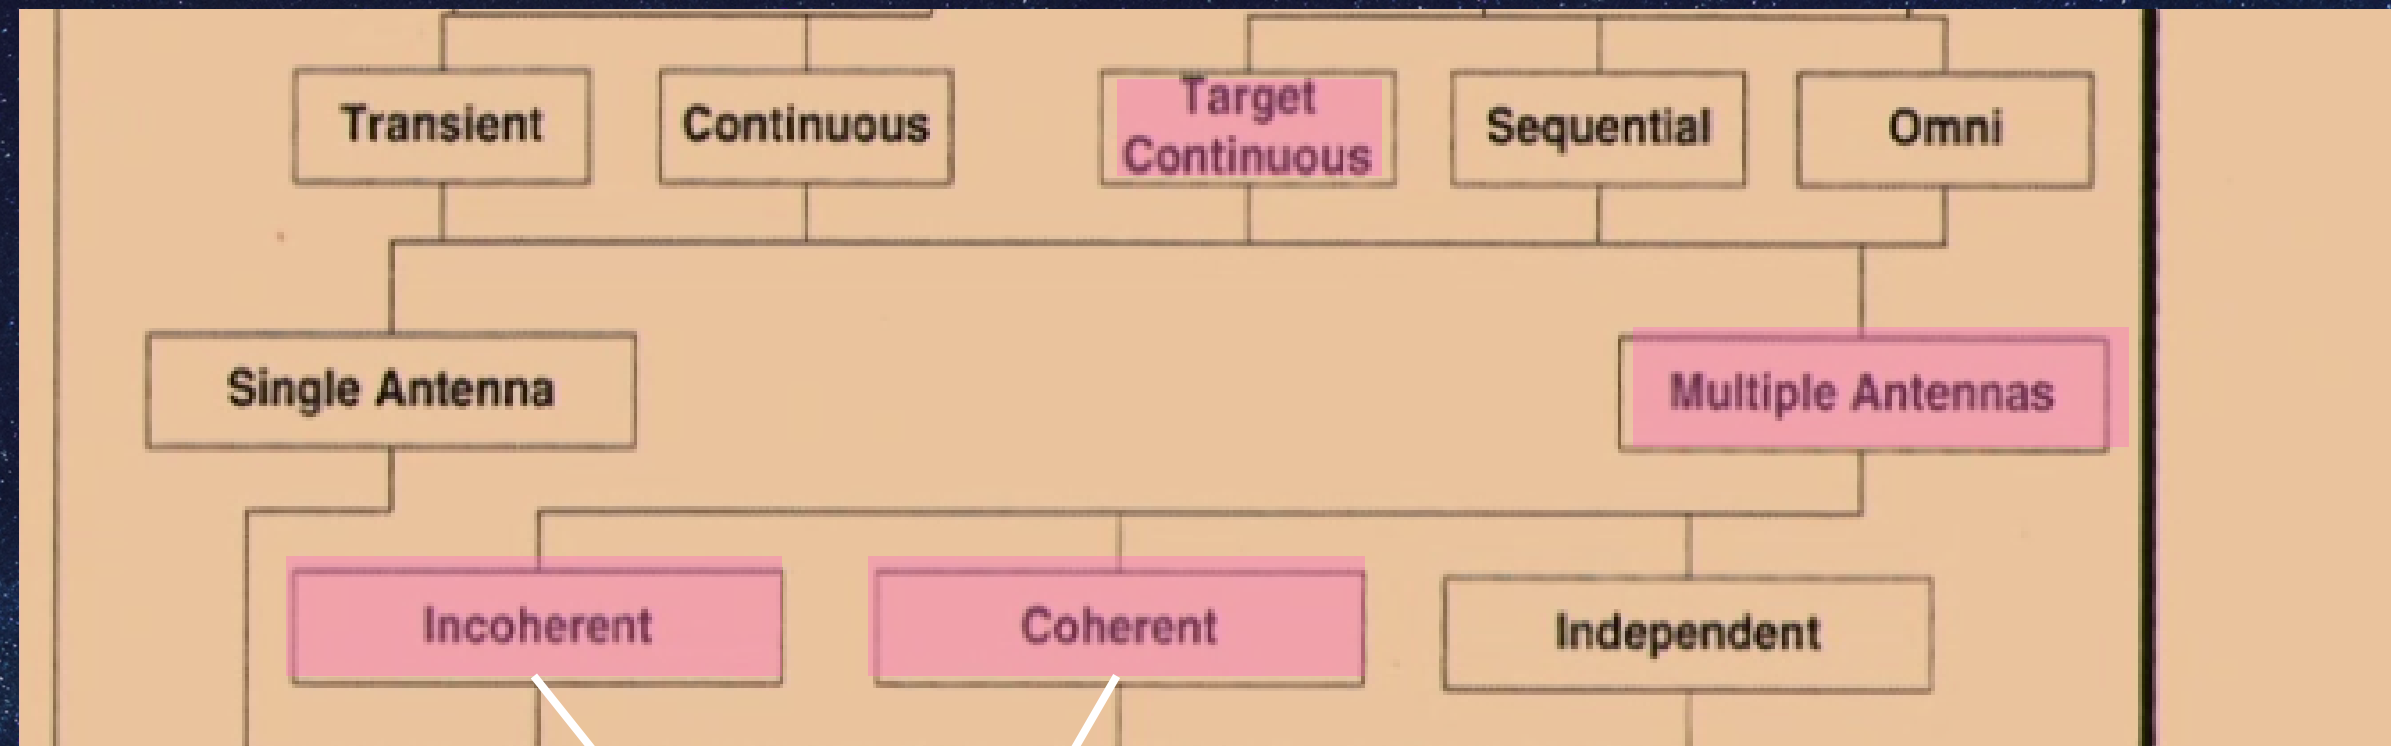 Transient
Continuous
Target
Continuous
Sequential
Omni
Single Antenna
Multiple Antennas
Incoherent
Coherent
Independent